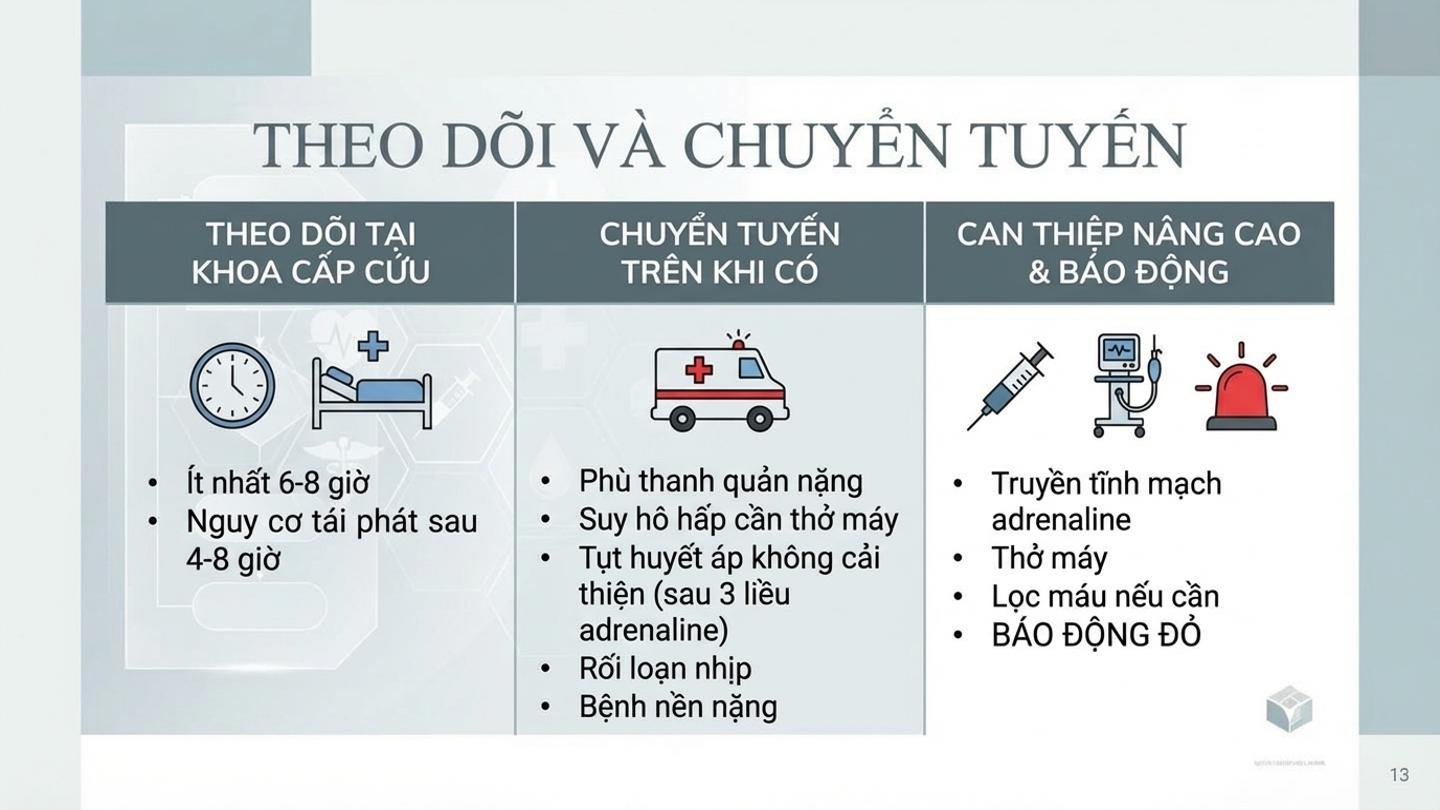 THEO DÕI VÀ CHUYỂN TUYẾN
THEO DÕI TẠI
KHOA CẤP CỨU
CHUYỂN TUYẾN
TRÊN KHI CÓ
CAN THIỆP NÂNG CAO
& BÁO ĐỘNG
• Ít nhất 6-8 giờ
• Nguy cơ tái phát sau
4-8 giờ
• Phù thanh quản nặng
• Suy hô hấp cần thở máy
• Tụt huyết áp không cải
thiện (sau 3 liều
adrenaline)
• Rối loạn nhịp
• Bệnh nền nặng
• Truyền tĩnh mạch
adrenaline
• Thở máy
• Lọc máu nếu cần
• BÁO ĐỘNG ĐỎ
13